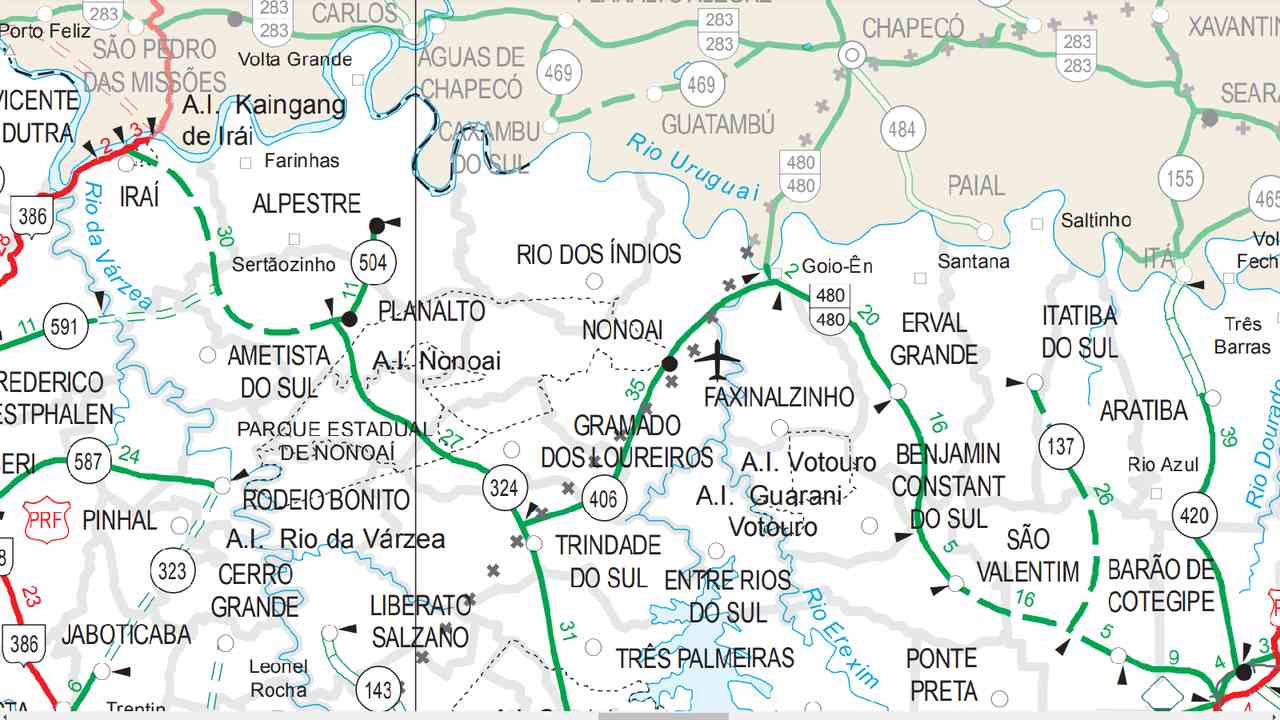 PLANALTO ALEGRE
283
283
283
CARLOS
283
283
CHAPECÓ
283
283
XAVANTIN
Porto Feliz
SÃO PEDRO
DAS MISSÕES
Volta Grande
ÁGUAS DE
CHAPECÓ
469
469
SEARA
VICENTE
DUTRA
A.I. Kaingang
de Irái
CAXAMBU
DO SUL
GUATAMBÚ
484
2
3
Farinhas
Rio Uruguai
480
480
PAIAL
155
465
IRAÍ
ALPESTRE
386
Rio da Várzea
30
Saltinho
Sertãozinho
504
RIO DOS ÍNDIOS
2
Goio-Ên
Santana
ITÁ
Vol
Fech
11
PLANALTO
480
480
20
591
11
NONOAI
ERVAL
GRANDE
ITATIBA
DO SUL
Três
Barras
AMETISTA
DO SUL
A.I. Nonoai
REDERICO
ESTPHALEN
35
FAXINALZINHO
ARATIBA
PARQUE ESTADUAL
DE NONOAÍ
27
GRAMADO
DOS LOUREIROS
16
137
39
Rio Dourado
587
24
A.I. Votouro
BENJAMIN
CONSTANT
DO SUL
Rio Azul
ERI
324
406
A.I. Guarani
Votouro
26
PRF
PINHAL
RODEIO BONITO
420
A.I. Rio da Várzea
TRINDADE
DO SUL
5
SÃO
VALENTIM
323
CERRO
GRANDE
ENTRE RIOS
DO SUL
BARÃO DE
COTEGIPE
23
LIBERATO
SALZANO
Rio Erexim
16
386
JABOTICABA
31
5
3
TRÊS PALMEIRAS
PONTE
PRETA
9
4
Leonel
Rocha
143
6
Trentin
4